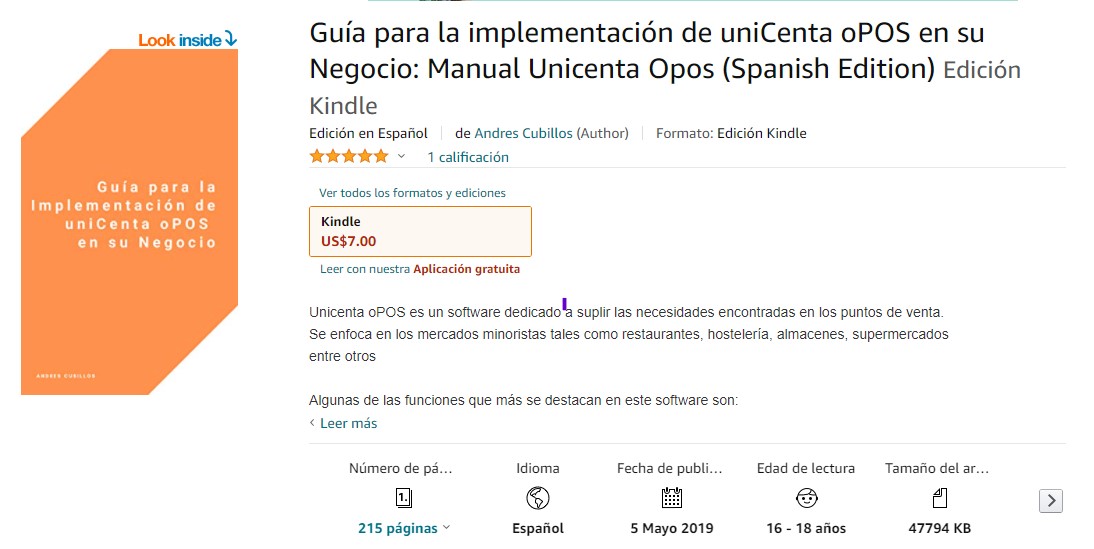 Look inside
Guía para la
Implementación de
uniCenta oPOS
en su Negocio
ANDRES CUBILLOS
Guía para la implementación de uniCenta oPOS en su
Negocio: Manual Unicenta Opos (Spanish Edition) Edición
Kindle
Edición en Español de Andres Cubillos (Author) Formato: Edición Kindle
1 calificación
Ver todos los formatos y ediciones
Kindle
US$7.00
Leer con nuestra Aplicación gratuita
Unicenta oPOS es un software dedicado a suplir las necesidades encontradas en los puntos de venta.
Se enfoca en los mercados minoristas tales como restaurantes, hostelería, almacenes, supermercados
entre otros
Algunas de las funciones que más se destacan en este software son:
Leer más
Número de pá... Idioma Fecha de publi... Edad de lectura Tamaño del ar...
1.
215 páginas Español 5 Mayo 2019 16 - 18 años 47794 KB